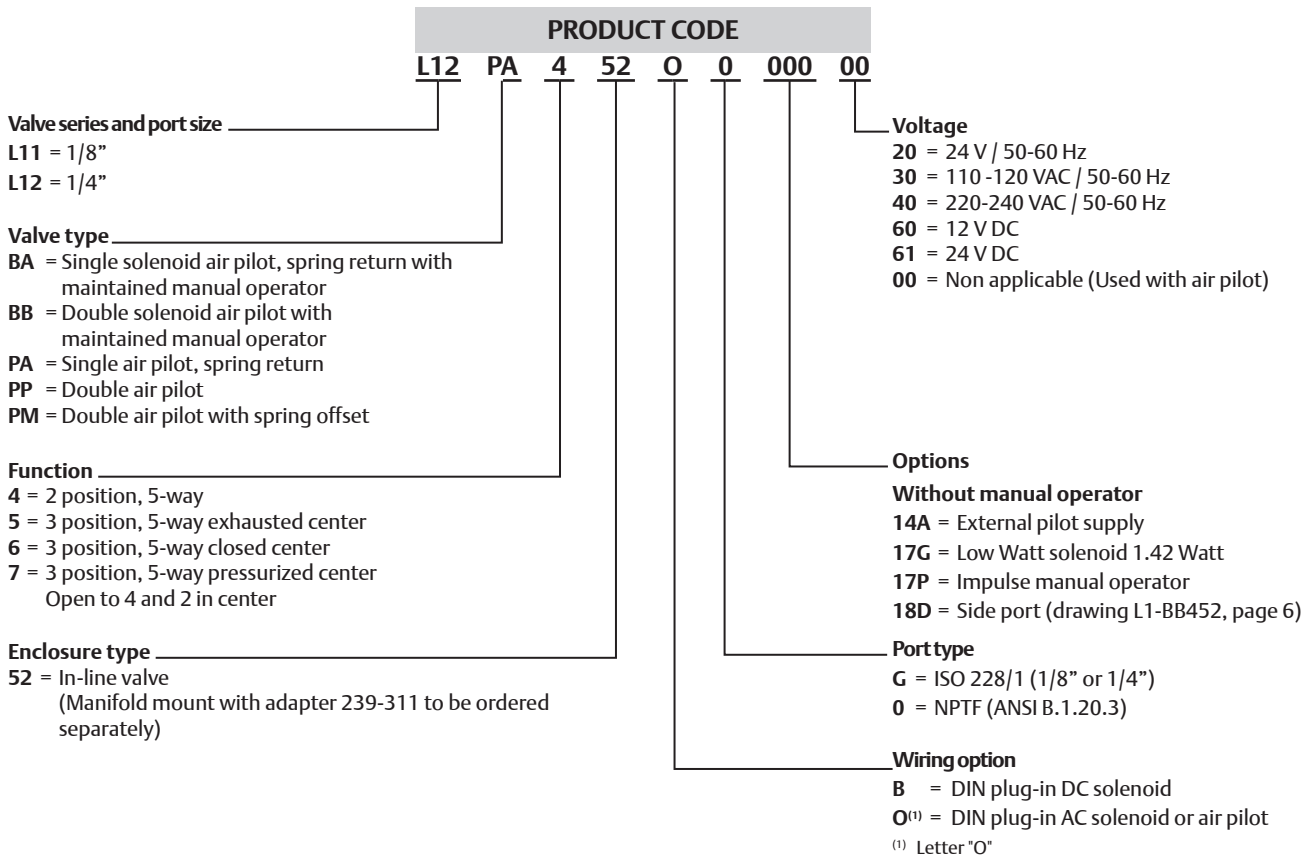 PRODUCT CODE
L12 PA 4 52 O 0 000 00
Valve series and port size
L11 = 1/8”
L12 = 1/4”
Valve type
BA = Single solenoid air pilot, spring return with
maintained manual operator
BB = Double solenoid air pilot with
maintained manual operator
PA = Single air pilot, spring return
PP = Double air pilot
PM = Double air pilot with spring offset
Function
4 = 2 position, 5-way
5 = 3 position, 5-way exhausted center
6 = 3 position, 5-way closed center
7 = 3 position, 5-way pressurized center
Open to 4 and 2 in center
Enclosure type
52 = In-line valve
(Manifold mount with adapter 239-311 to be ordered
separately)
Voltage
20 = 24 V / 50-60 Hz
30 = 110 -120 VAC / 50-60 Hz
40 = 220-240 VAC / 50-60 Hz
60 = 12 V DC
61 = 24 V DC
00 = Non applicable (Used with air pilot)
Options
Without manual operator
14A = External pilot supply
17G = Low Watt solenoid 1.42 Watt
17P = Impulse manual operator
18D = Side port (drawing L1-BB452, page 6)
Port type
G = ISO 228/1 (1/8” or 1/4”)
0 = NPTF (ANSI B.1.20.3)
Wiring option
B = DIN plug-in DC solenoid
O(1) = DIN plug-in AC solenoid or air pilot
(1) Letter "O"